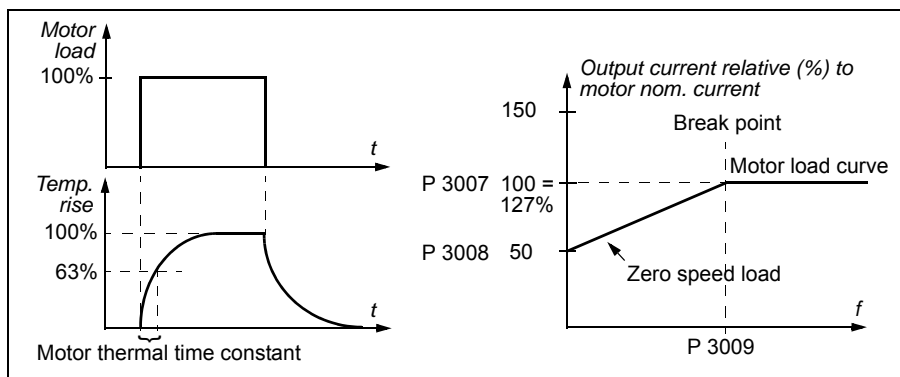 Motor
load
100%
t
Temp.
rise
100%
63%
t
Motor thermal time constant
Output current relative (%) to
motor nom. current
150
Break point
P 3007 100 =
127%
Motor load curve
P 3008 50
Zero speed load
f
P 3009